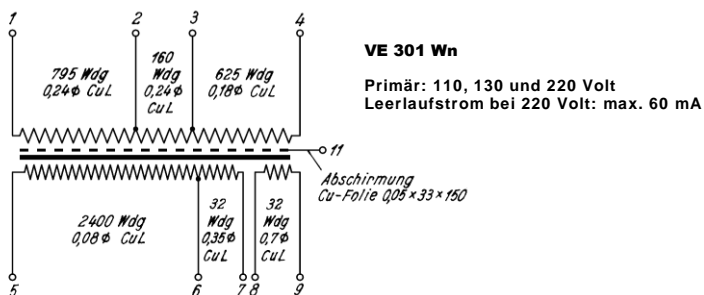 1 2 3 4
VE 301 Wn
Primär: 110, 130 und 220 Volt
Leerlaufstrom bei 220 Volt: max. 60 mA
795 Wdg
0,24⌀ CuL
160
Wdg
0,24⌀
CuL
625 Wdg
0,18⌀ CuL
11
Abschirmung
Cu-Folie 0,05×33×150
2400 Wdg
0,08⌀ CuL
32
Wdg
0,35⌀
CuL
32
Wdg
0,7⌀
CuL
5 6 7 8 9